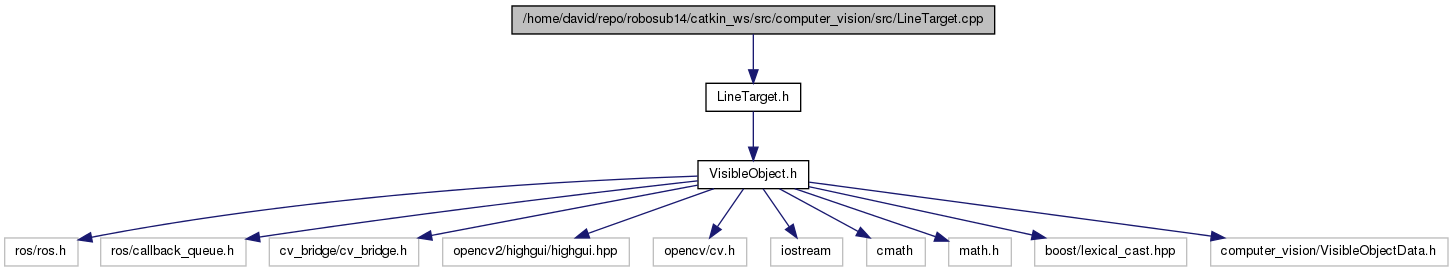 /home/david/repo/robosub14/catkin_ws/src/computer_vision/src/LineTarget.cpp
LineTarget.h
VisibleObject.h
ros/ros.h
ros/callback_queue.h
cv_bridge/cv_bridge.h
opencv2/highgui/highgui.hpp
opencv/cv.h
iostream
cmath
math.h
boost/lexical_cast.hpp
computer_vision/VisibleObjectData.h